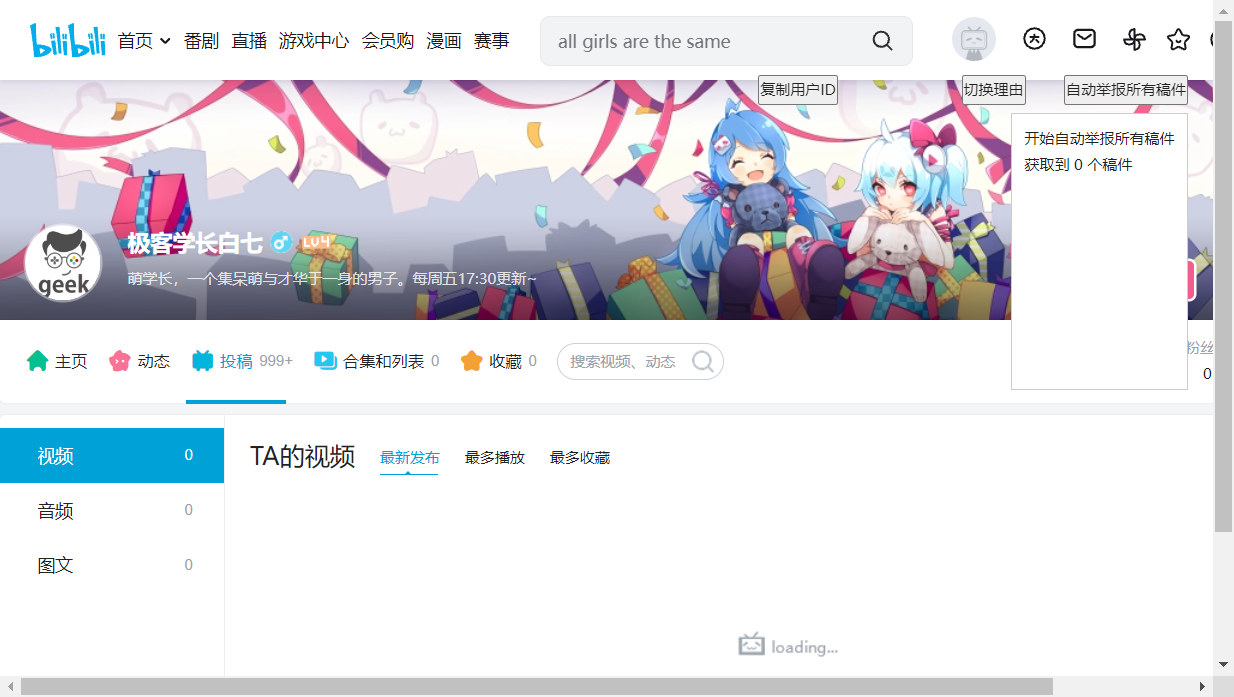 bilibili 首页 番剧 直播 游戏中心 会员购 漫画 赛事 all girls are the same
复制用户ID 切换理由 自动举报所有稿件
开始自动举报所有稿件
获取到 0 个稿件
极客学长白七 LV4
geek
萌学长，一个集呆萌与才华于一身的男子。每周五17:30更新~
主页 动态 投稿 999+ 合集和列表 0 收藏 0 搜索视频、动态
粉丝
0
视频 0
音频 0
图文 0
TA的视频 最新发布 最多播放 最多收藏
loading...